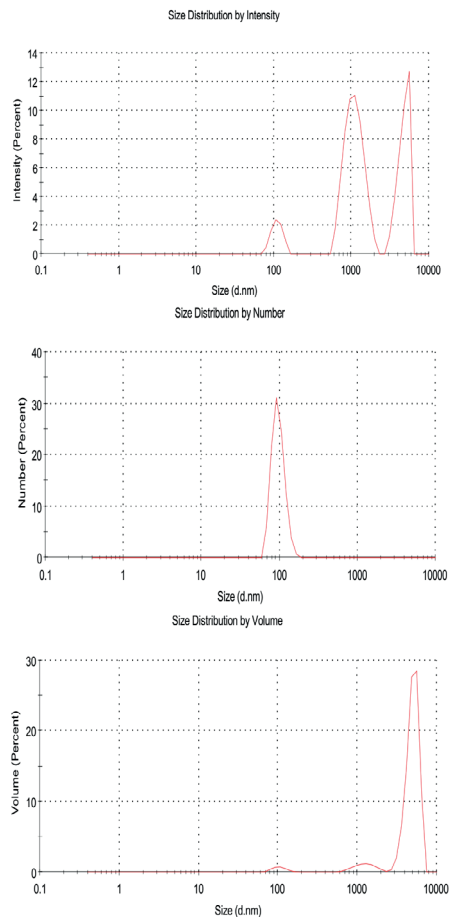 Size Distribution by Intensity
14
12
10
8
6
4
2
0
0.1 1 10 100 1000 10000
Intensity (Percent)
Size (d.nm)
Size Distribution by Number
40
30
20
10
0
0.1 1 10 100 1000 10000
Number (Percent)
Size (d.nm)
Size Distribution by Volume
30
20
10
0
0.1 1 10 100 1000 10000
Volume (Percent)
Size (d.nm)